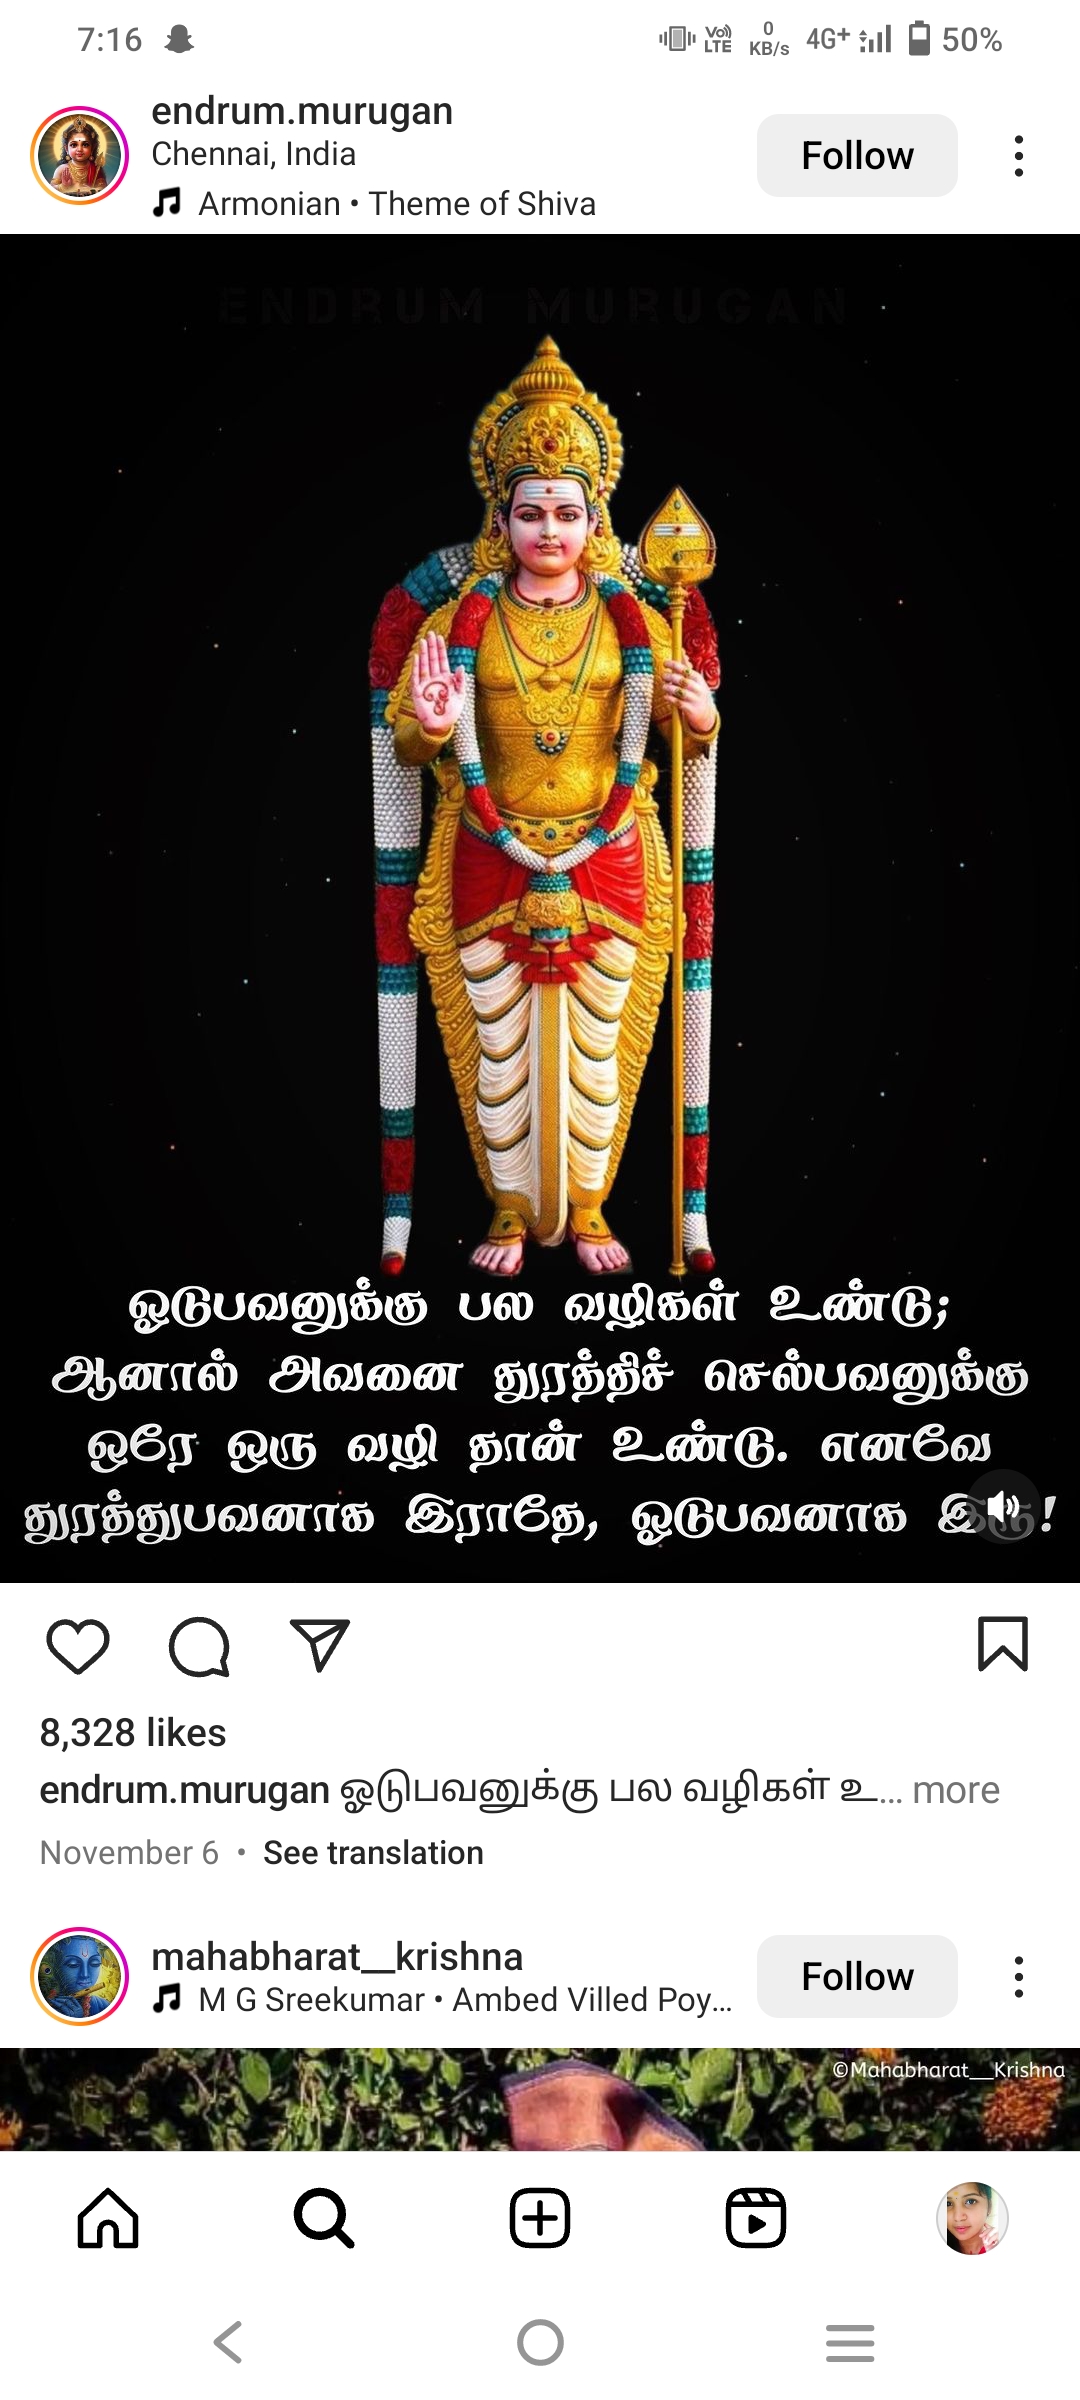 7:16
Vo)) LTE 0 KB/s 4G+ 50%
endrum.murugan
Chennai, India
Follow
Armonian • Theme of Shiva
ENDRUM MURUGAN
ஓடுபவனுக்கு பல வழிகள் உண்டு;
ஆனால் அவனை துரத்திச் செல்பவனுக்கு
ஒரே ஒரு வழி தான் உண்டு. எனவே
துரத்துபவனாக இராதே, ஓடுபவனாக இரு!
8,328 likes
endrum.murugan ஓடுபவனுக்கு பல வழிகள் உ... more
November 6 • See translation
mahabharat__krishna
Follow
M G Sreekumar • Ambed Villed Poy...
©Mahabharat__Krishna